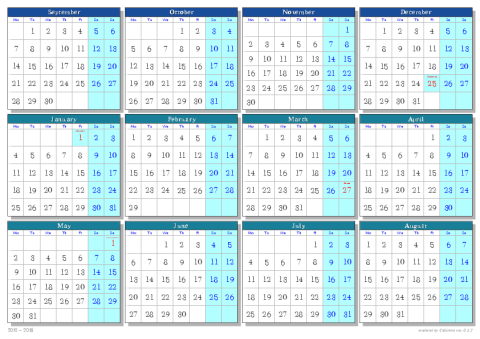 September
Mo Tu We Th Fr Sa Su
1 2 3 4 5 6
7 8 9 10 11 12 13
14 15 16 17 18 19 20
21 22 23 24 25 26 27
28 29 30
October
Mo Tu We Th Fr Sa Su
1 2 3 4
5 6 7 8 9 10 11
12 13 14 15 16 17 18
19 20 21 22 23 24 25
26 27 28 29 30 31
November
Mo Tu We Th Fr Sa Su
1
2 3 4 5 6 7 8
9 10 11 12 13 14 15
16 17 18 19 20 21 22
23 24 25 26 27 28 29
30
December
Mo Tu We Th Fr Sa Su
1 2 3 4 5 6
7 8 9 10 11 12 13
14 15 16 17 18 19 20
21 22 23 24 25 26 27
28 29 30 31
January
Mo Tu We Th Fr Sa Su
1 2 3
4 5 6 7 8 9 10
11 12 13 14 15 16 17
18 19 20 21 22 23 24
25 26 27 28 29 30 31
February
Mo Tu We Th Fr Sa Su
1 2 3 4 5 6 7
8 9 10 11 12 13 14
15 16 17 18 19 20 21
22 23 24 25 26 27 28
29
March
Mo Tu We Th Fr Sa Su
1 2 3 4 5 6
7 8 9 10 11 12 13
14 15 16 17 18 19 20
21 22 23 24 25 26 27
28 29 30 31
April
Mo Tu We Th Fr Sa Su
1 2 3
4 5 6 7 8 9 10
11 12 13 14 15 16 17
18 19 20 21 22 23 24
25 26 27 28 29 30
May
Mo Tu We Th Fr Sa Su
1
2 3 4 5 6 7 8
9 10 11 12 13 14 15
16 17 18 19 20 21 22
23 24 25 26 27 28 29
30 31
June
Mo Tu We Th Fr Sa Su
1 2 3 4 5
6 7 8 9 10 11 12
13 14 15 16 17 18 19
20 21 22 23 24 25 26
27 28 29 30
July
Mo Tu We Th Fr Sa Su
1 2 3
4 5 6 7 8 9 10
11 12 13 14 15 16 17
18 19 20 21 22 23 24
25 26 27 28 29 30 31
August
Mo Tu We Th Fr Sa Su
1 2 3 4 5 6 7
8 9 10 11 12 13 14
15 16 17 18 19 20 21
22 23 24 25 26 27 28
29 30 31
2015 - 2016